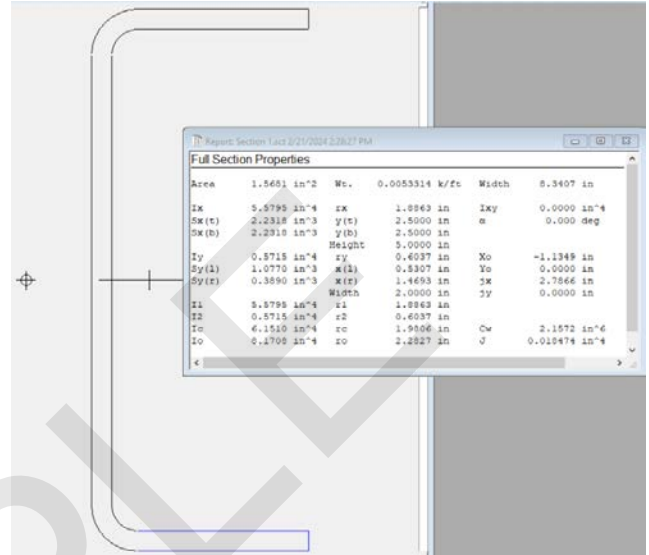 Report: Section 1.sct 2/21/2024 2:28:27 PM
Full Section Properties
Area 1.5681 in^2 Wt. 0.0053314 k/ft Width 8.3407 in
Ix 5.5795 in^4 rx 1.8863 in Ixy 0.0000 in^4
Sx(t) 2.2318 in^3 y(t) 2.5000 in α 0.000 deg
Sx(b) 2.2318 in^3 y(b) 2.5000 in
Height 5.0000 in
Iy 0.5715 in^4 ry 0.6037 in Xo -1.1349 in
Sy(l) 1.0770 in^3 x(l) 0.5307 in Yo 0.0000 in
Sy(r) 0.3890 in^3 x(r) 1.4693 in jx 2.7866 in
Width 2.0000 in jy 0.0000 in
I1 5.5795 in^4 r1 1.8863 in
I2 0.5715 in^4 r2 0.6037 in
Ic 6.1510 in^4 rc 1.9806 in Cw 2.1572 in^6
Io 8.1708 in^4 ro 2.2827 in J 0.018474 in^4